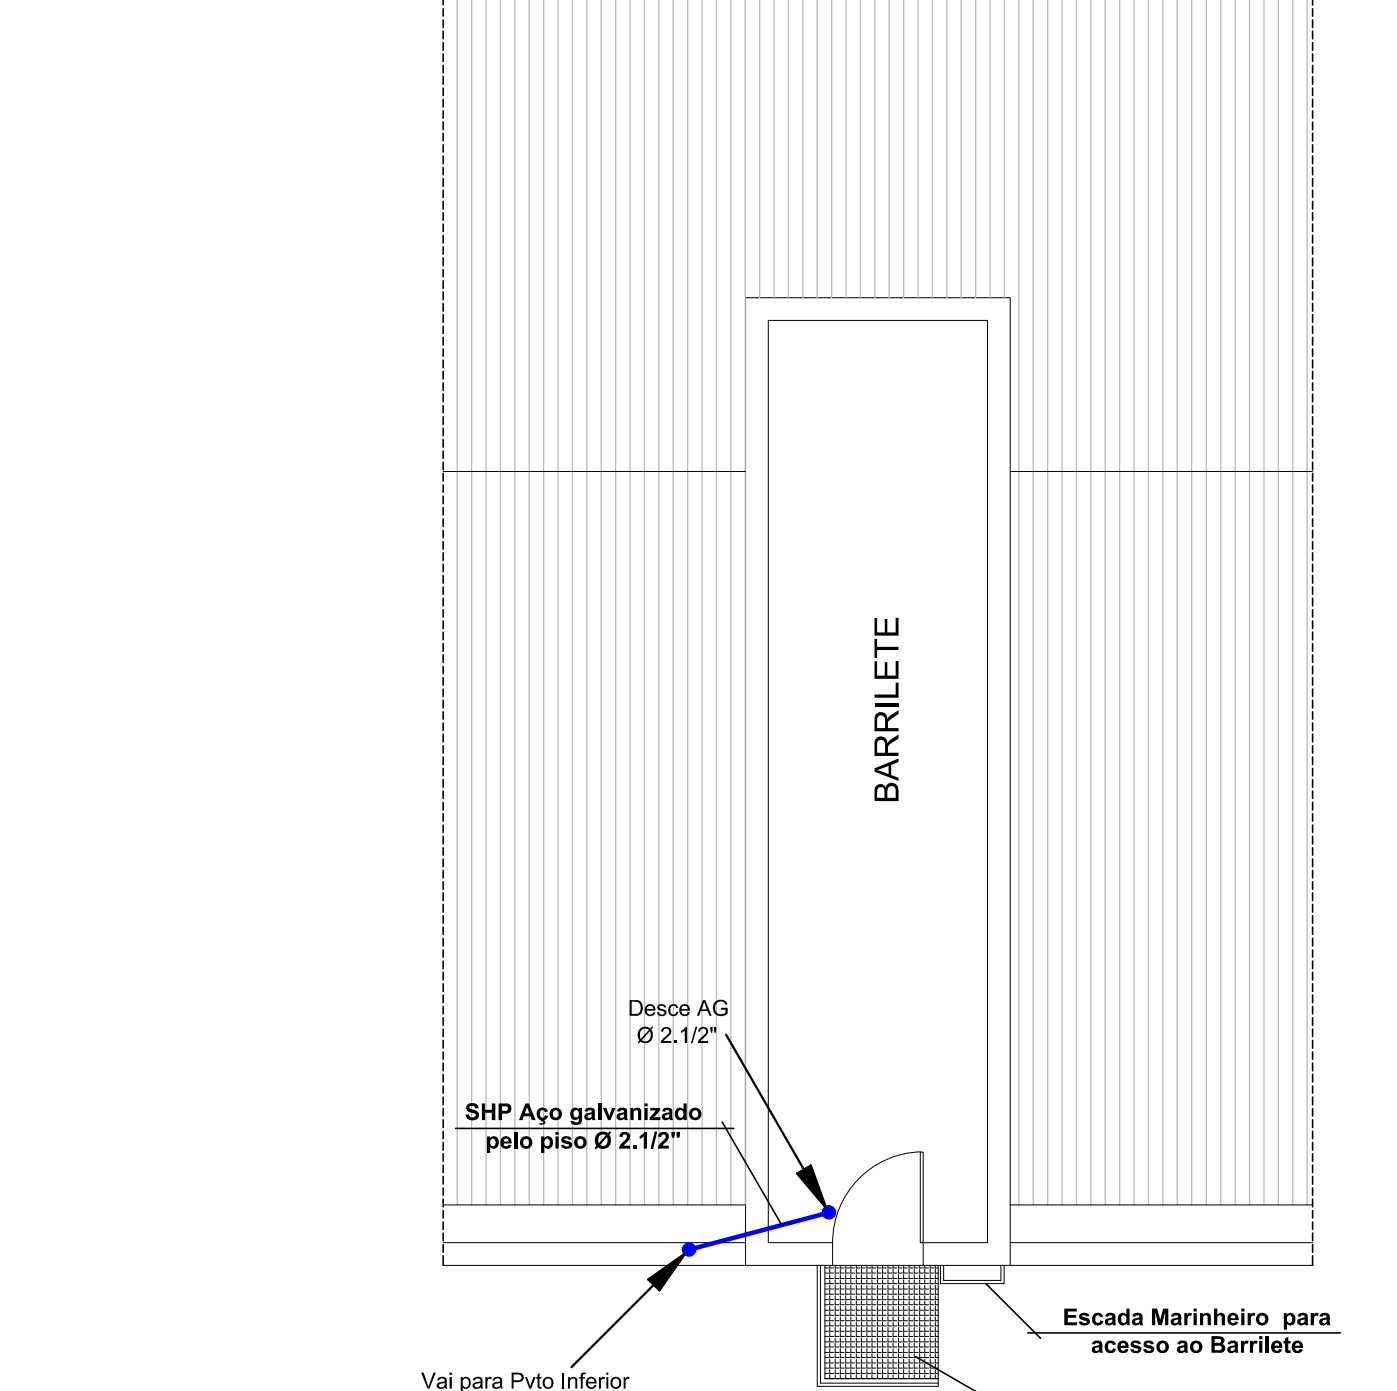 BARRILETE
Desce AG
Ø 2.1/2"
SHP Aço galvanizado
pelo piso Ø 2.1/2"
Escada Marinheiro para
acesso ao Barrilete
Vai para Pvto Inferior